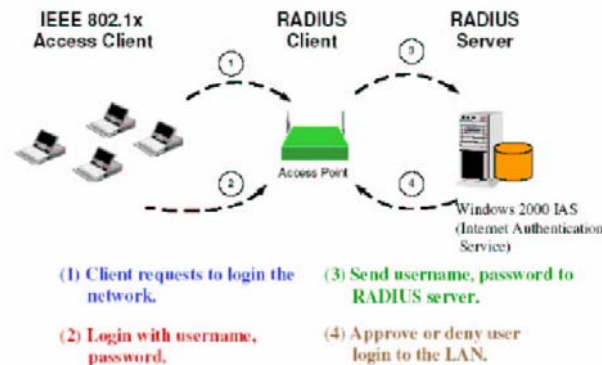 IEEE 802.1x
Access Client
RADIUS
Client
RADIUS
Server
1
3
2
4
Access Point
Windows 2000 IAS
(Internet Authentication
Service)
(1) Client requests to login the
network.
(2) Login with username,
password.
(3) Send username, password to
RADIUS server.
(4) Approve or deny user
login to the LAN.